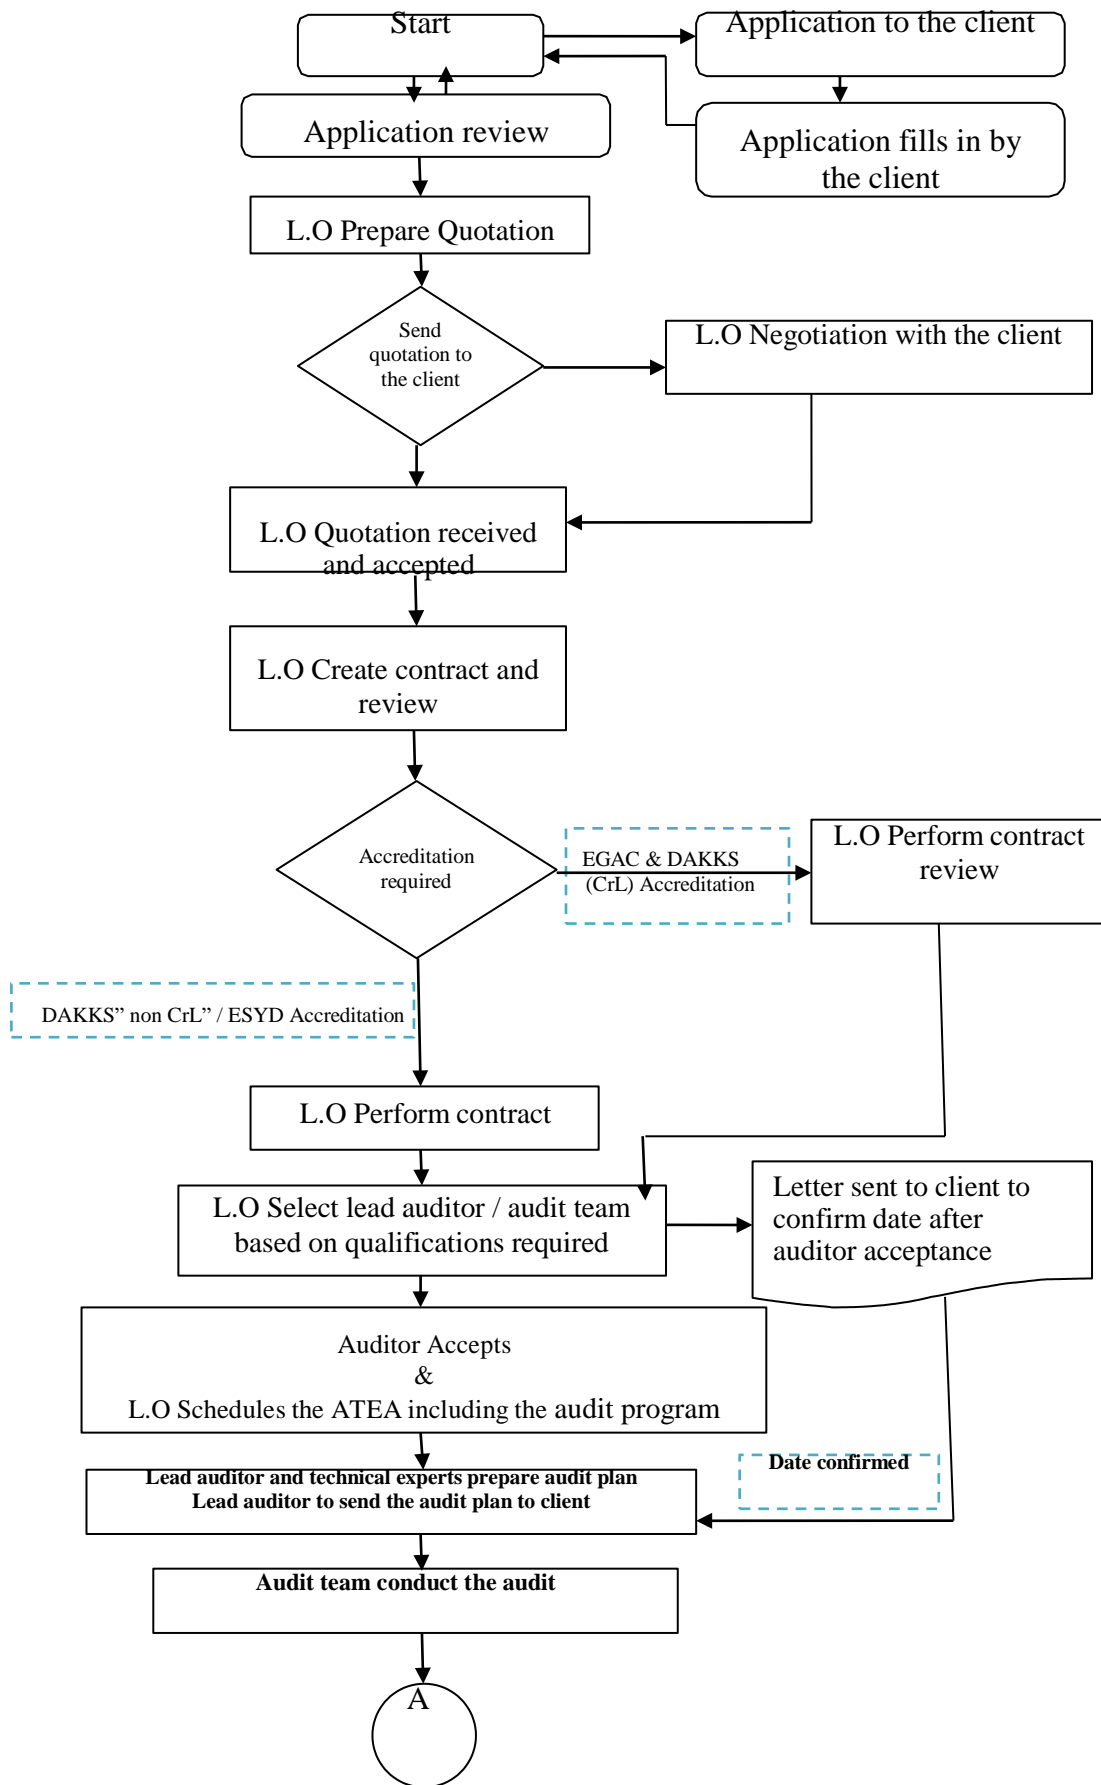 Start
Application to the client
Application review
Application fills in by
the client
L.O Prepare Quotation
Send
quotation to
the client
L.O Negotiation with the client
L.O Quotation received
and accepted
L.O Create contract and
review
Accreditation
required
EGAC & DAKKS
(CrL) Accreditation
L.O Perform contract
review
DAKKS” non CrL” / ESYD Accreditation
L.O Perform contract
L.O Select lead auditor / audit team
based on qualifications required
Letter sent to client to
confirm date after
auditor acceptance
Auditor Accepts
&
L.O Schedules the ATEA including the audit program
Date confirmed
Lead auditor and technical experts prepare audit plan
Lead auditor to send the audit plan to client
Audit team conduct the audit
A